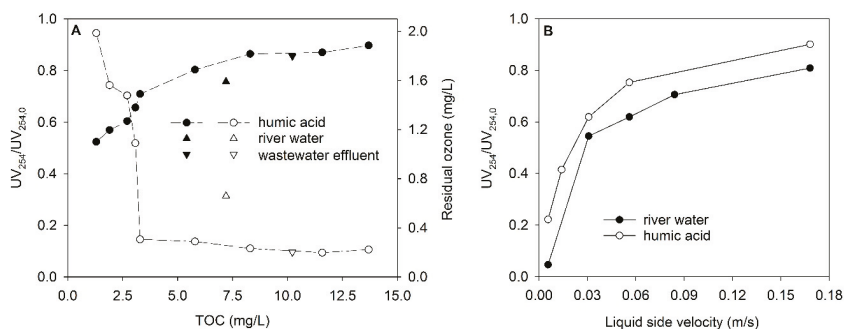 A
UV254/UV254,0
1.0
0.8
0.6
0.4
0.2
0.0
0.0 2.5 5.0 7.5 10.0 12.5 15.0
TOC (mg/L)
2.0
1.6
1.2
0.8
0.4
0.0
Residual ozone (mg/L)
humic acid
river water
wastewater effluent
B
UV254/UV254,0
1.0
0.8
0.6
0.4
0.2
0.0
0.00 0.03 0.06 0.09 0.12 0.15 0.18
Liquid side velocity (m/s)
river water
humic acid